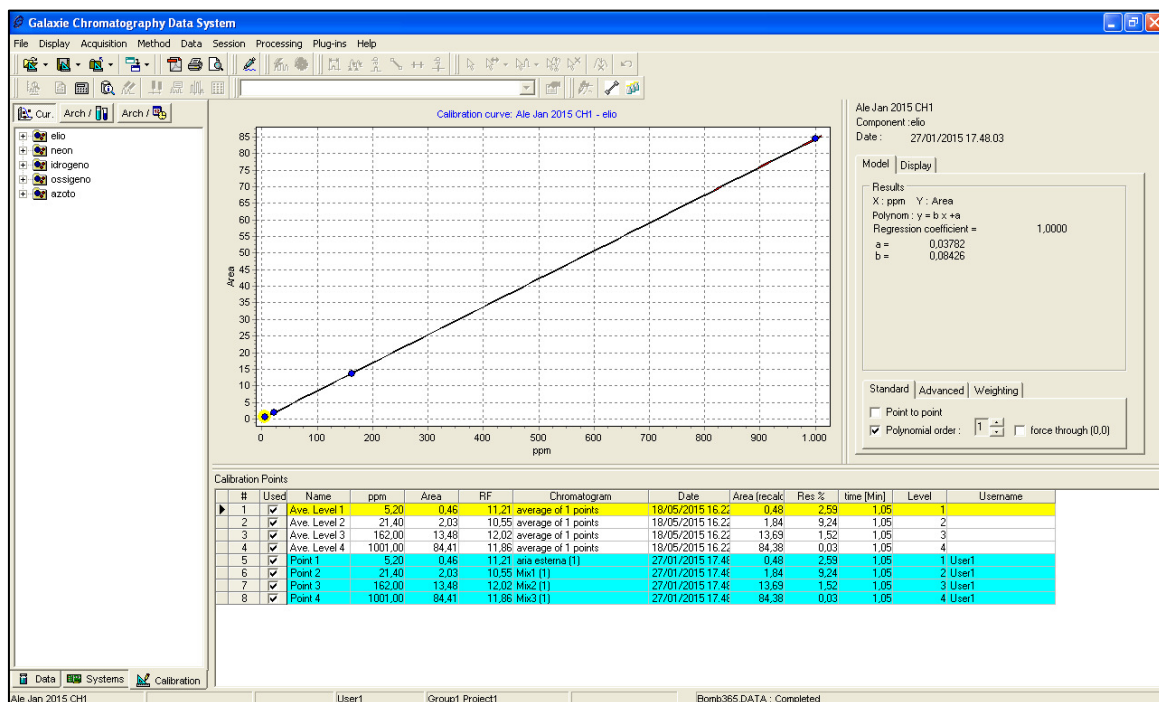 Galaxie Chromatography Data System
File Display Acquisition Method Data Session Processing Plug-ins Help
Cur. Arch / Arch /
elio
neon
idrogeno
ossigeno
azoto
Calibration curve: Ale Jan 2015 CH1 - elio
Area
85
80
75
70
65
60
55
50
45
40
35
30
25
20
15
10
5
0
0 100 200 300 400 500 600 700 800 900 1.000
ppm
Ale Jan 2015 CH1
Component :elio
Date : 27/01/2015 17.48.03
Model Display
Results
X : ppm Y : Area
Polynom : y = b x +a
Regression coefficient = 1,0000
a = 0,03782
b = 0,08426
Standard Advanced Weighting
Point to point
Polynomial order : 1 force through (0,0)
Calibration Points
# Used Name ppm Area RF Chromatogram Date Area (recalc Res % time [Min] Level Username
1 Ave. Level 1 5,20 0,46 11,21 average of 1 points 18/05/2015 16.22 0,48 2,59 1,05 1
2 Ave. Level 2 21,40 2,03 10,55 average of 1 points 18/05/2015 16.22 1,84 9,24 1,05 2
3 Ave. Level 3 162,00 13,48 12,02 average of 1 points 18/05/2015 16.22 13,69 1,52 1,05 3
4 Ave. Level 4 1001,00 84,41 11,86 average of 1 points 18/05/2015 16.22 84,38 0,03 1,05 4
5 Point 1 5,20 0,46 11,21 aria esterna (1) 27/01/2015 17.48 0,48 2,59 1,05 1 User1
6 Point 2 21,40 2,03 10,55 Mix1 (1) 27/01/2015 17.48 1,84 9,24 1,05 2 User1
7 Point 3 162,00 13,48 12,02 Mix2 (1) 27/01/2015 17.48 13,69 1,52 1,05 3 User1
8 Point 4 1001,00 84,41 11,86 Mix3 (1) 27/01/2015 17.48 84,38 0,03 1,05 4 User1
Data Systems Calibration
Ale Jan 2015 CH1 User1 Group1 Project1 Bomb365.DATA : Completed